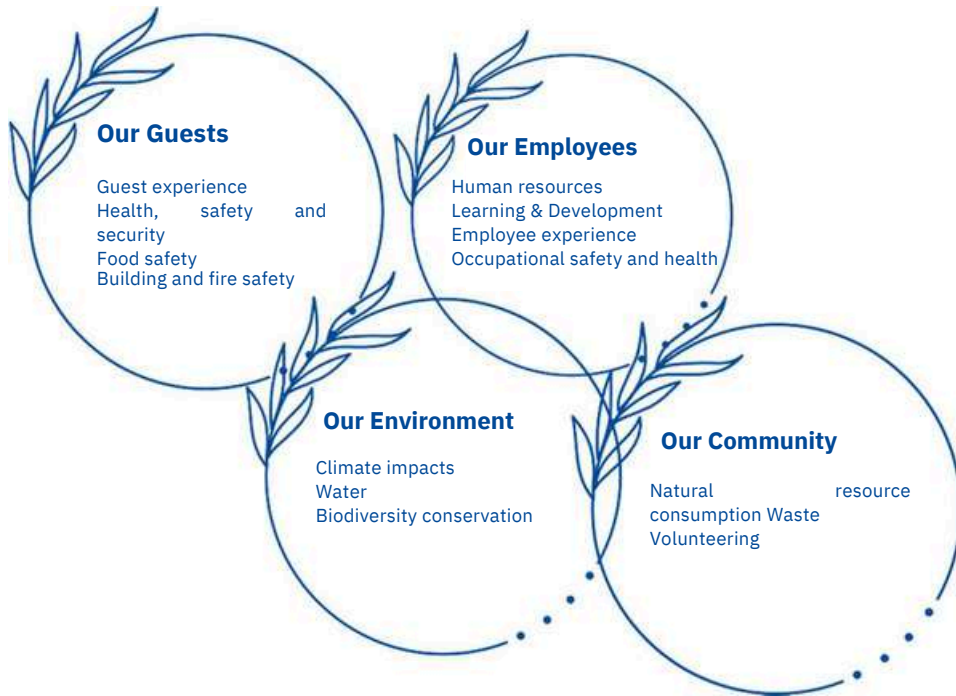 Our Guests
Guest experience
Health, safety and
security
Food safety
Building and fire safety
Our Employees
Human resources
Learning & Development
Employee experience
Occupational safety and health
Our Environment
Climate impacts
Water
Biodiversity conservation
Our Community
Natural resource
consumption Waste
Volunteering